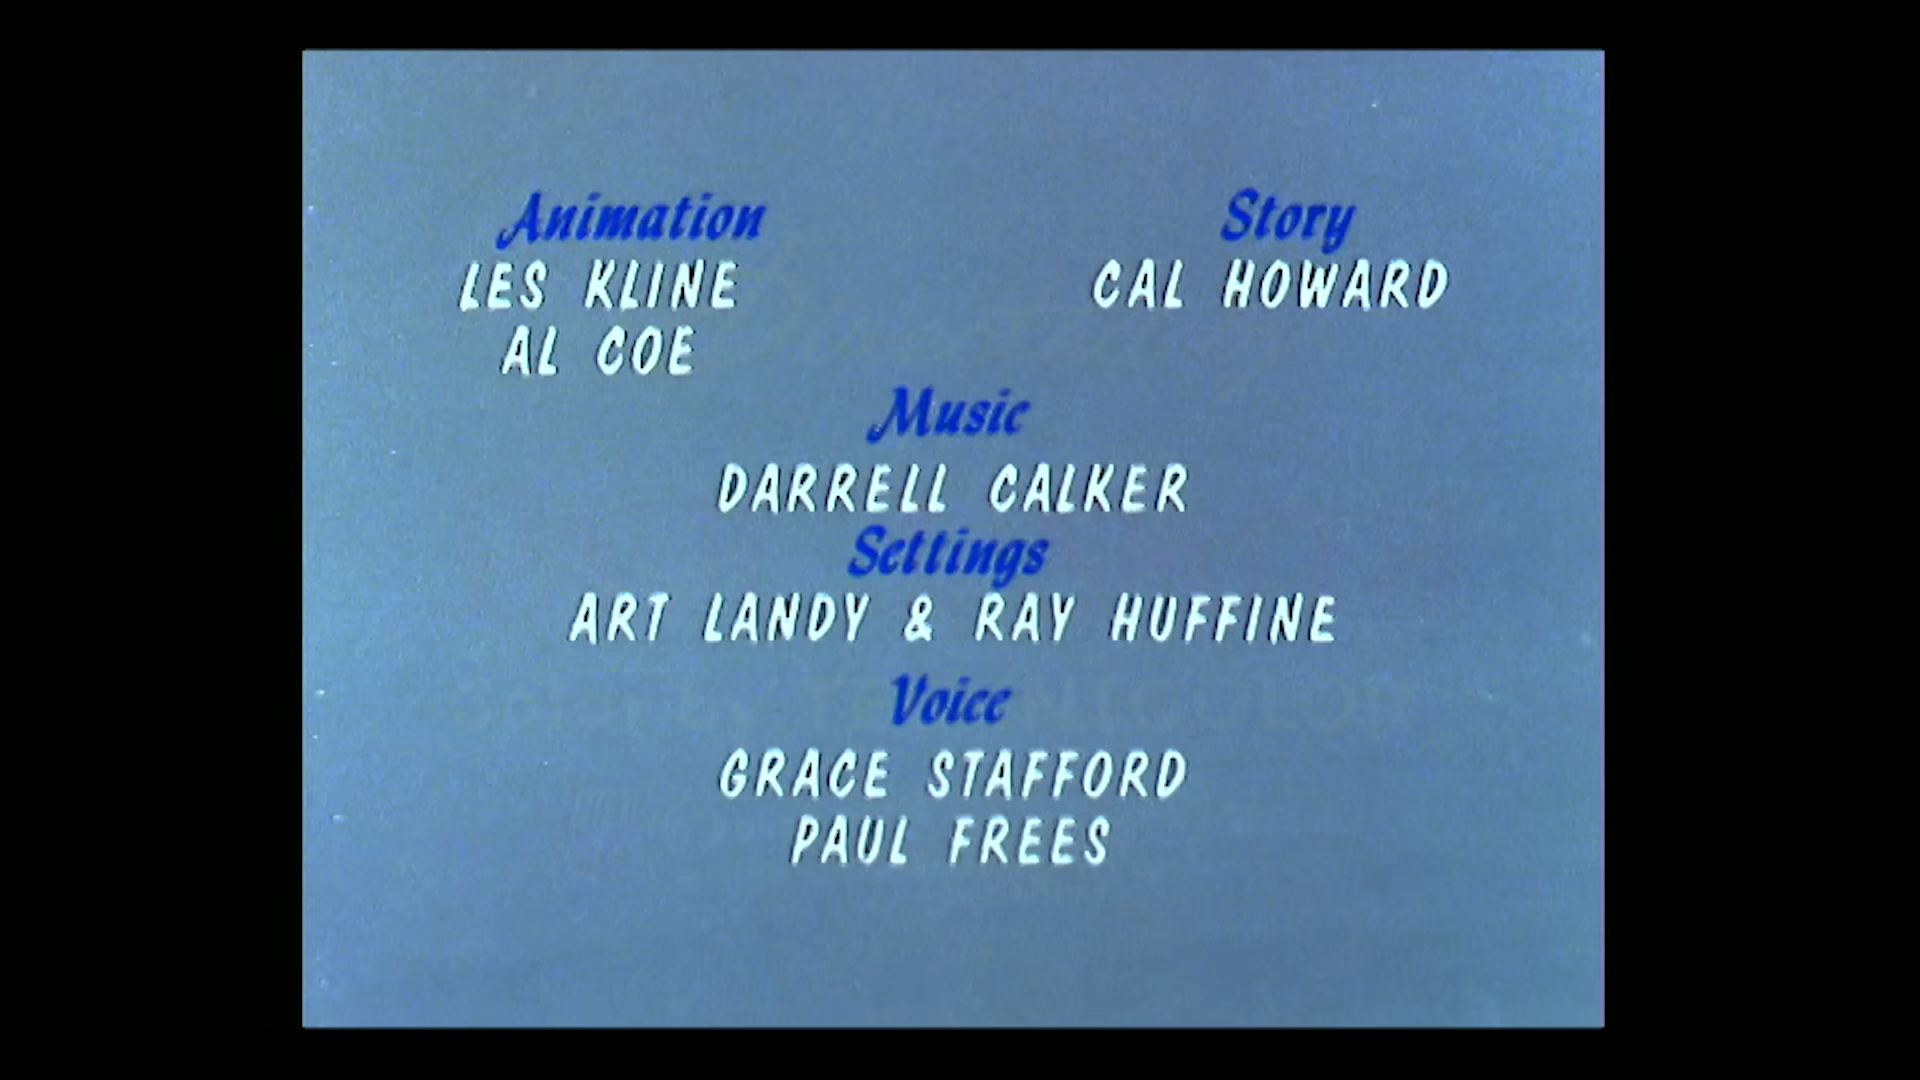 Animation
LES KLINE
AL COE
Story
CAL HOWARD
Music
DARRELL CALKER
Settings
ART LANDY & RAY HUFFINE
Voice
GRACE STAFFORD
PAUL FREES